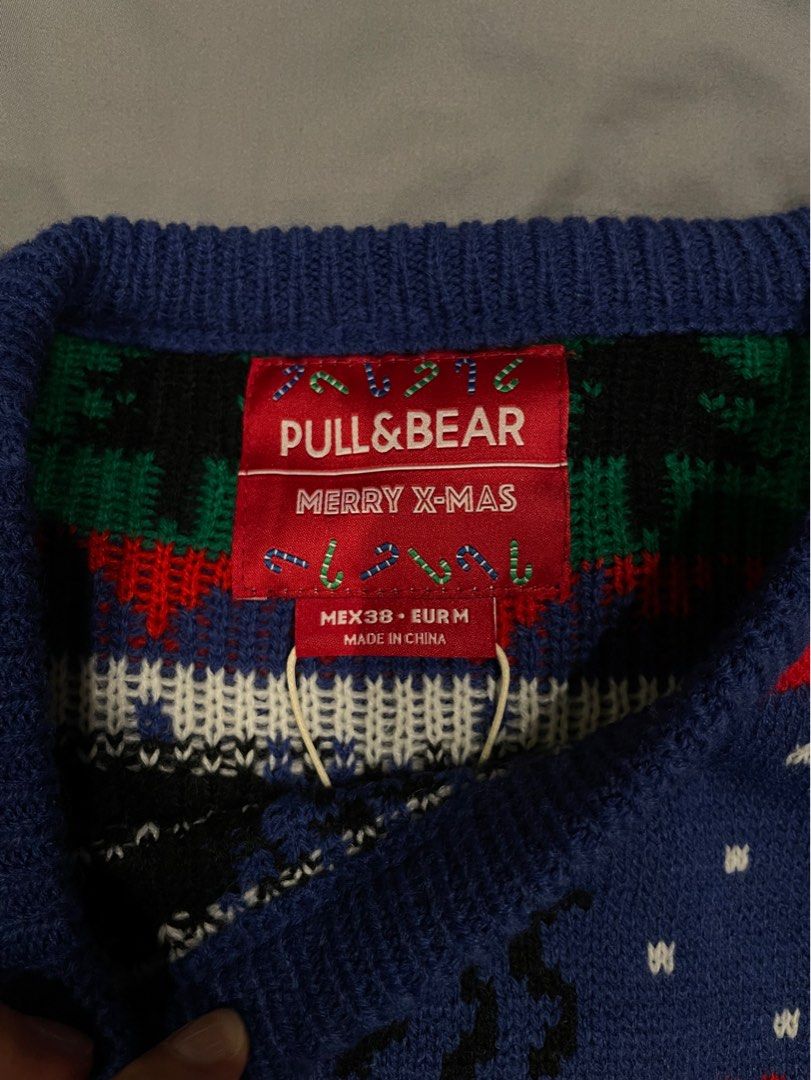 PULL&BEAR
MERRY X-MAS
MEX38 • EUR M
MADE IN CHINA